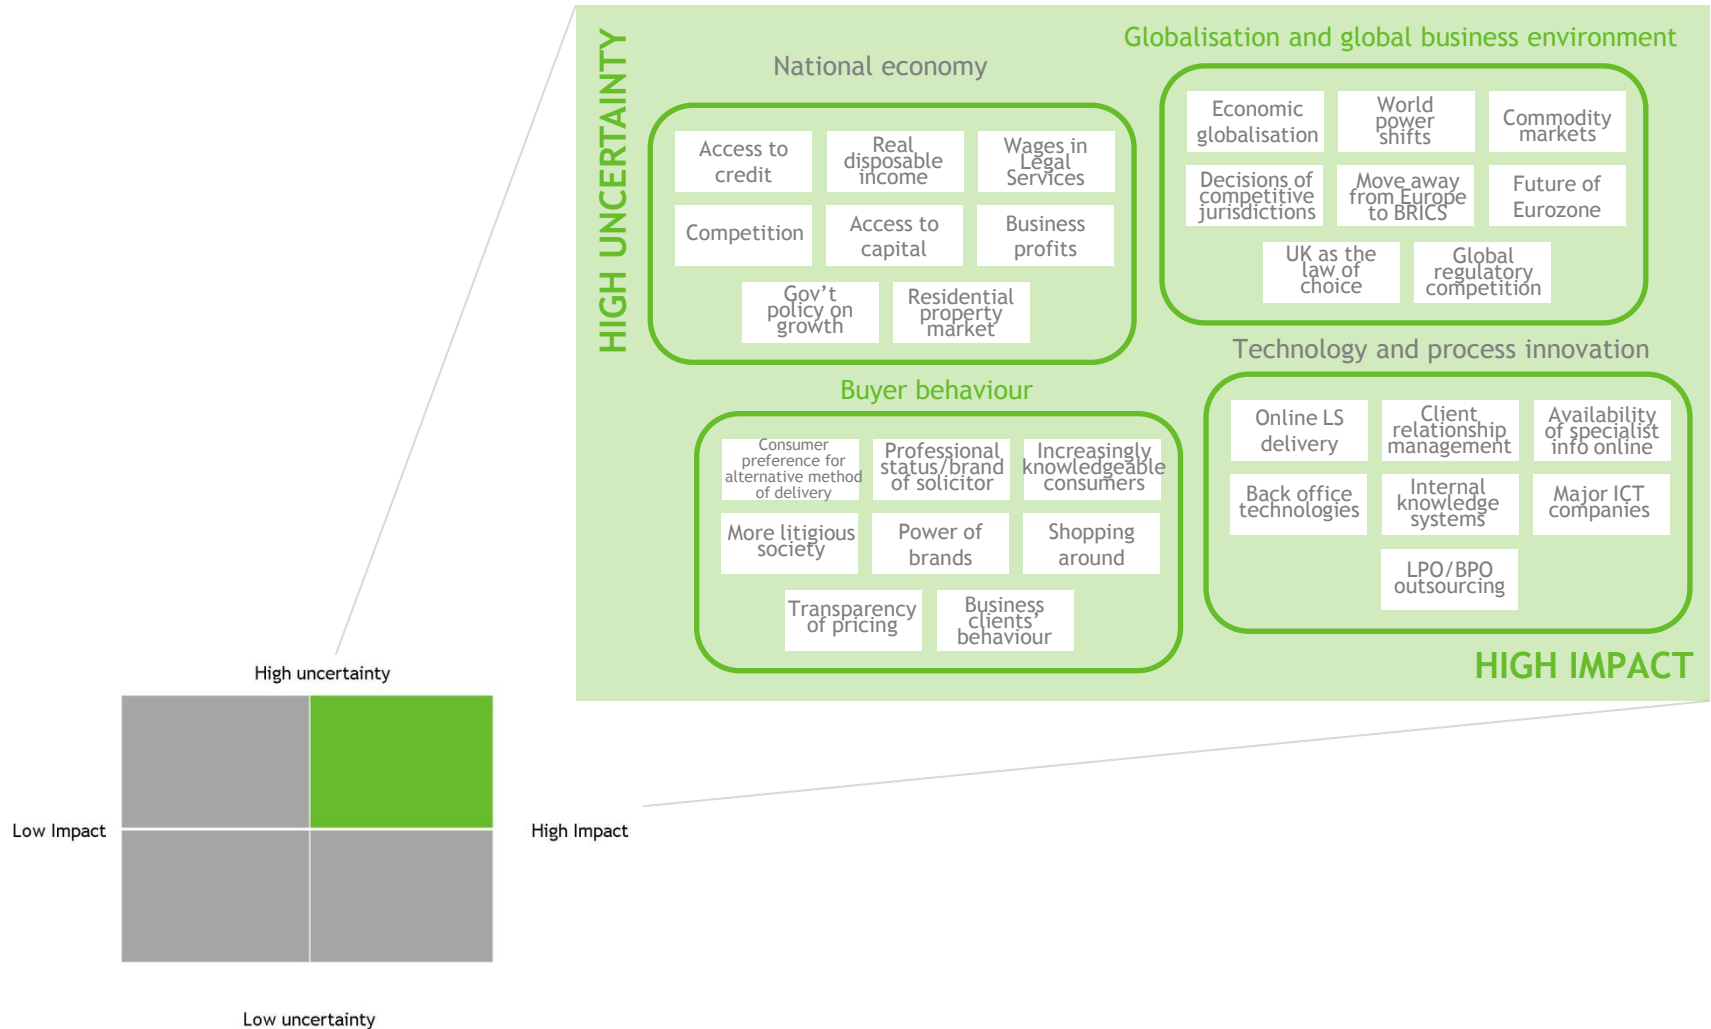 HIGH UNCERTAINTY
National economy
Access to
credit
Real
disposable
income
Wages in
Legal
Services
Competition
Access to
capital
Business
profits
Gov't
policy on
growth
Residential
property
market
Globalisation and global business environment
Economic
globalisation
World
power
shifts
Commodity
markets
Decisions of
competitive
jurisdictions
Move away
from Europe
to BRICS
Future of
Eurozone
UK as the
law of
choice
Global
regulatory
competition
Buyer behaviour
Consumer
preference for
alternative method
of delivery
Professional
status/brand
of solicitor
Increasingly
knowledgeable
consumers
More litigious
society
Power of
brands
Shopping
around
Transparency
of pricing
Business
clients'
behaviour
Technology and process innovation
Online LS
delivery
Client
relationship
management
Availability
of specialist
info online
Back office
technologies
Internal
knowledge
systems
Major ICT
companies
LPO/BPO
outsourcing
HIGH IMPACT
High uncertainty
Low Impact
High Impact
Low uncertainty